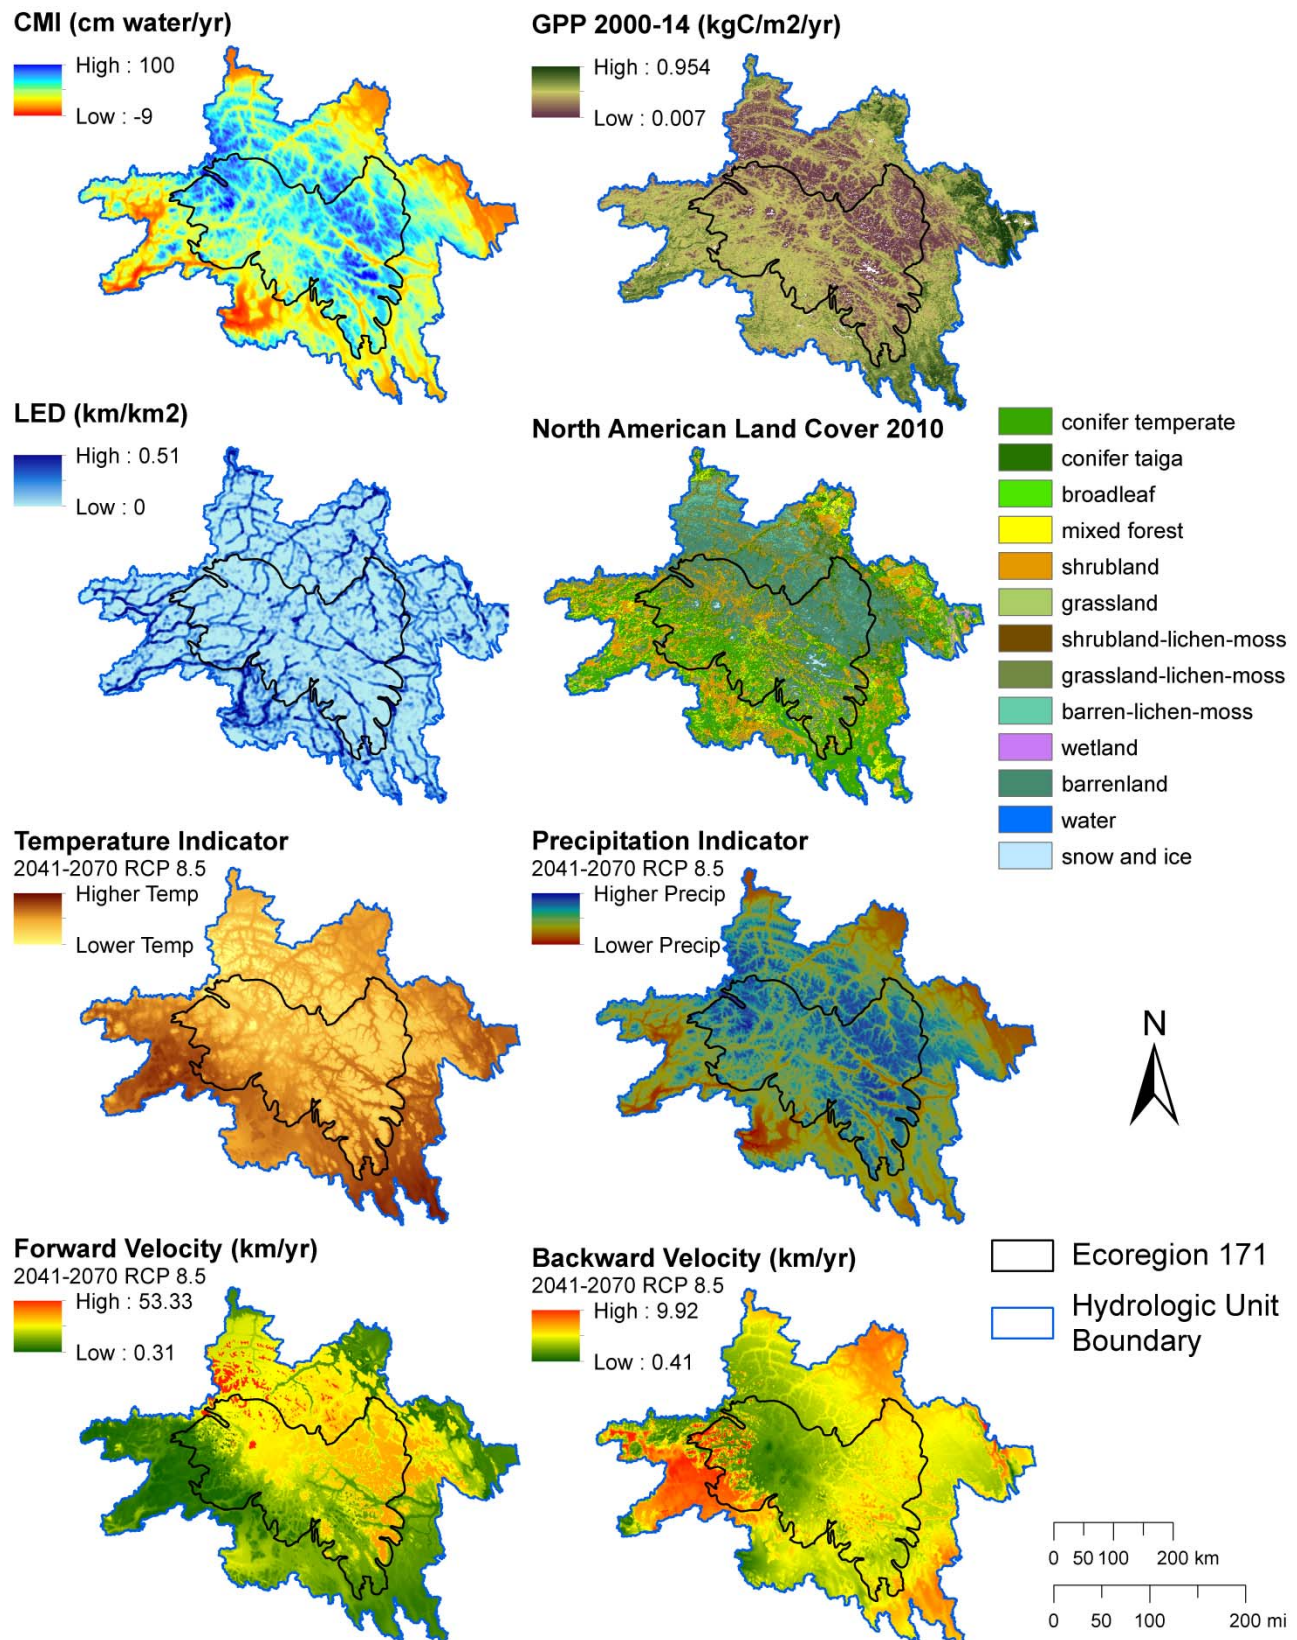 CMI (cm water/yr)
High : 100
Low : -9
GPP 2000-14 (kgC/m2/yr)
High : 0.954
Low : 0.007
LED (km/km2)
High : 0.51
Low : 0
North American Land Cover 2010
conifer temperate
conifer taiga
broadleaf
mixed forest
shrubland
grassland
shrubland-lichen-moss
grassland-lichen-moss
barren-lichen-moss
wetland
barrenland
water
snow and ice
Temperature Indicator
2041-2070 RCP 8.5
Higher Temp
Lower Temp
Precipitation Indicator
2041-2070 RCP 8.5
Higher Precip
Lower Precip
N
Forward Velocity (km/yr)
2041-2070 RCP 8.5
High : 53.33
Low : 0.31
Backward Velocity (km/yr)
2041-2070 RCP 8.5
High : 9.92
Low : 0.41
Ecoregion 171
Hydrologic Unit
Boundary
0 50 100 200 km
0 50 100 200 mi